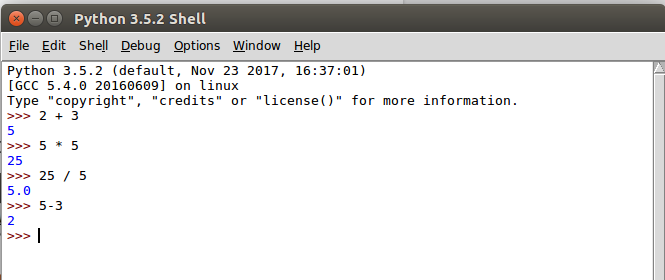 Python 3.5.2 Shell
File Edit Shell Debug Options Window Help
Python 3.5.2 (default, Nov 23 2017, 16:37:01)
[GCC 5.4.0 20160609] on linux
Type "copyright", "credits" or "license()" for more information.
>>> 2 + 3
5
>>> 5 * 5
25
>>> 25 / 5
5.0
>>> 5-3
2
>>>